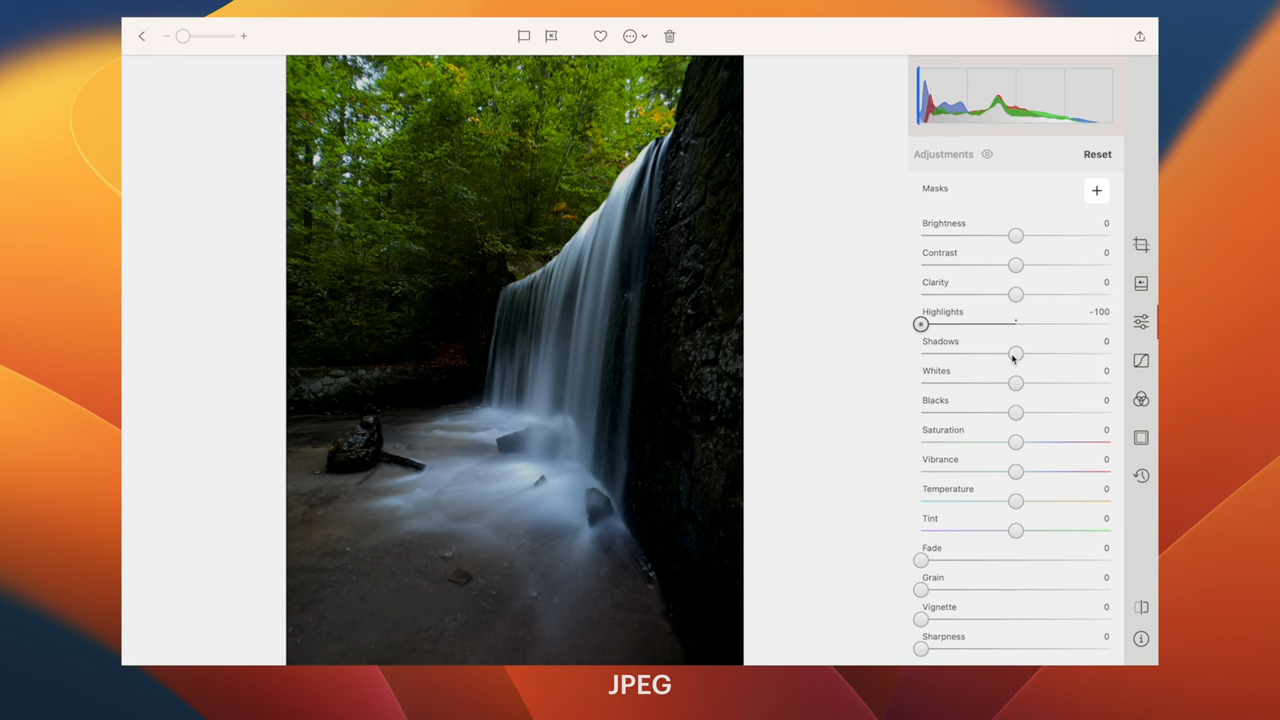 Adjustments Reset
Masks
Brightness 0
Contrast 0
Clarity 0
Highlights -100
Shadows 0
Whites 0
Blacks 0
Saturation 0
Vibrance 0
Temperature 0
Tint 0
Fade 0
Grain 0
Vignette 0
Sharpness 0
JPEG